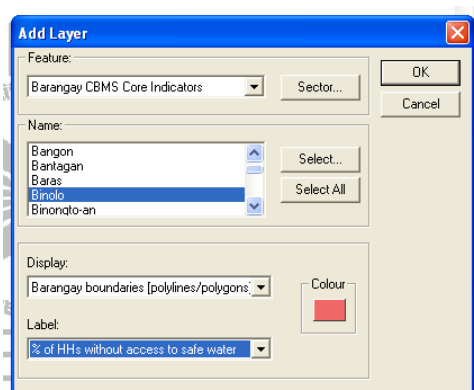 Add Layer
Feature:
Barangay CBMS Core Indicators
Sector...
OK
Cancel
Name:
Bangon
Bantagan
Baras
Binolo
Binongto-an
Select...
Select All
Display:
Barangay boundaries [polylines/polygons]
Colour
Label:
% of HHs without access to safe water